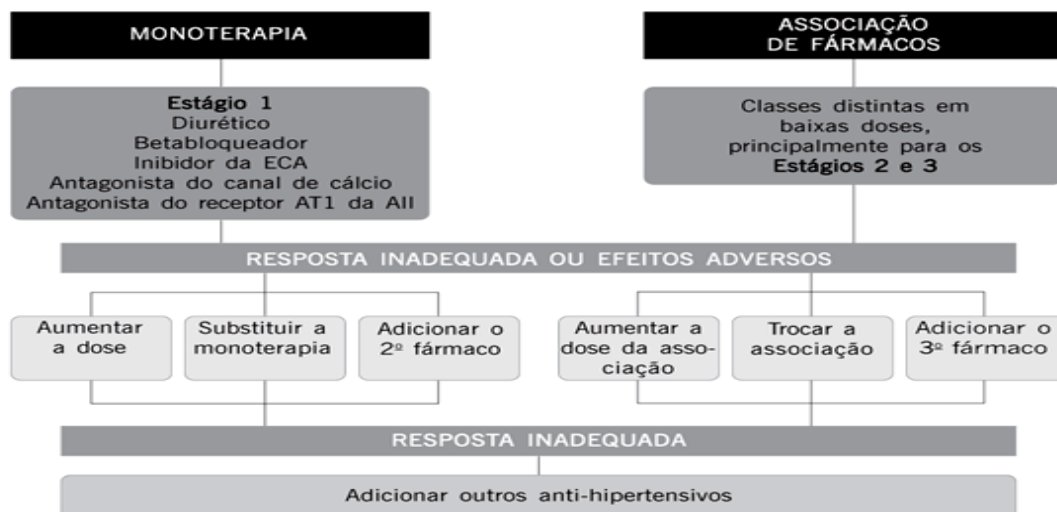 MONOTERAPIA
ASSOCIAÇÃO
DE FÁRMACOS
Estágio 1
Diurético
Betabloqueador
Inibidor da ECA
Antagonista do canal de cálcio
Antagonista do receptor AT1 da AII
Classes distintas em
baixas doses,
principalmente para os
Estágios 2 e 3
RESPOSTA INADEQUADA OU EFEITOS ADVERSOS
Aumentar
a dose
Substituir a
monoterapia
Adicionar o
2º fármaco
Aumentar a
dose da asso-
ciação
Trocar a
associação
Adicionar o
3º fármaco
RESPOSTA INADEQUADA
Adicionar outros anti-hipertensivos